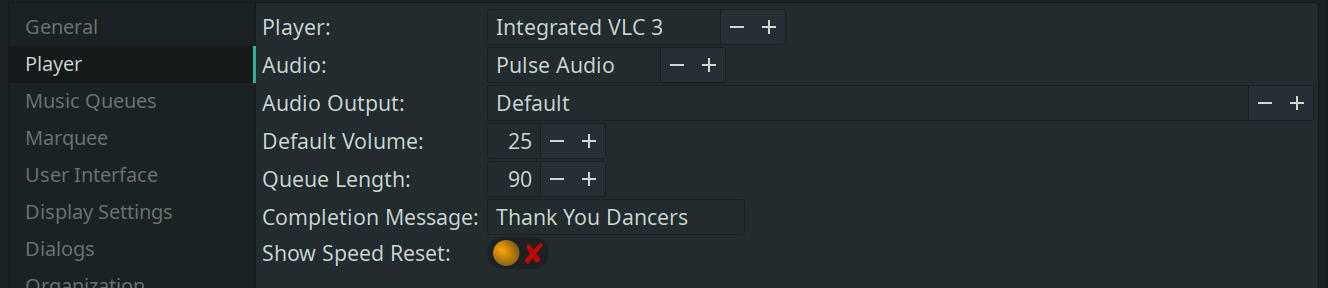 General
Player
Music Queues
Marquee
User Interface
Display Settings
Dialogs
Organization
Player: Integrated VLC 3 − +
Audio: Pulse Audio − +
Audio Output: Default − +
Default Volume: 25 − +
Queue Length: 90 − +
Completion Message: Thank You Dancers
Show Speed Reset: ✘